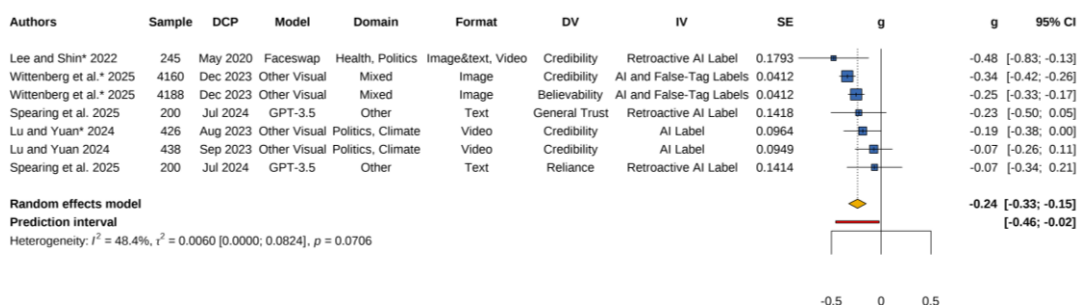 Authors Sample DCP Model Domain Format DV IV SE g g 95% CI
Lee and Shin* 2022 245 May 2020 Faceswap Health, Politics Image&text, Video Credibility Retroactive AI Label 0.1793 -0.48 [-0.83; -0.13]
Wittenberg et al.* 2025 4160 Dec 2023 Other Visual Mixed Image Credibility AI and False-Tag Labels 0.0412 -0.34 [-0.42; -0.26]
Wittenberg et al.* 2025 4188 Dec 2023 Other Visual Mixed Image Believability AI and False-Tag Labels 0.0412 -0.25 [-0.33; -0.17]
Spearing et al. 2025 200 Jul 2024 GPT-3.5 Other Text General Trust Retroactive AI Label 0.1418 -0.23 [-0.50; 0.05]
Lu and Yuan* 2024 426 Aug 2023 Other Visual Politics, Climate Video Credibility AI Label 0.0964 -0.19 [-0.38; 0.00]
Lu and Yuan 2024 438 Sep 2023 Other Visual Politics, Climate Video Credibility AI Label 0.0949 -0.07 [-0.26; 0.11]
Spearing et al. 2025 200 Jul 2024 GPT-3.5 Other Text Reliance Retroactive AI Label 0.1414 -0.07 [-0.34; 0.21]
Random effects model -0.24 [-0.33; -0.15]
Prediction interval [-0.46; -0.02]
Heterogeneity: I² = 48.4%, τ² = 0.0060 [0.0000; 0.0824], p = 0.0706
-0.5 0 0.5